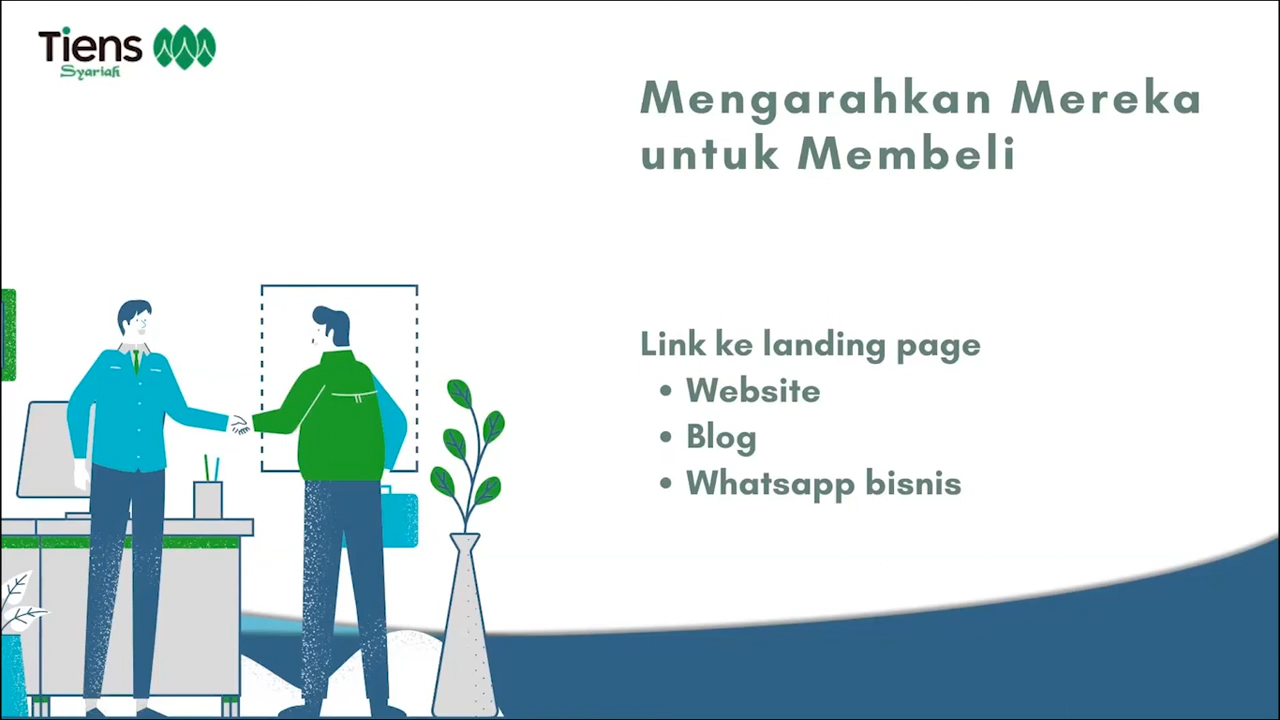 Tiens
Syariah
Mengarahkan Mereka
untuk Membeli
Link ke landing page
• Website
• Blog
• Whatsapp bisnis